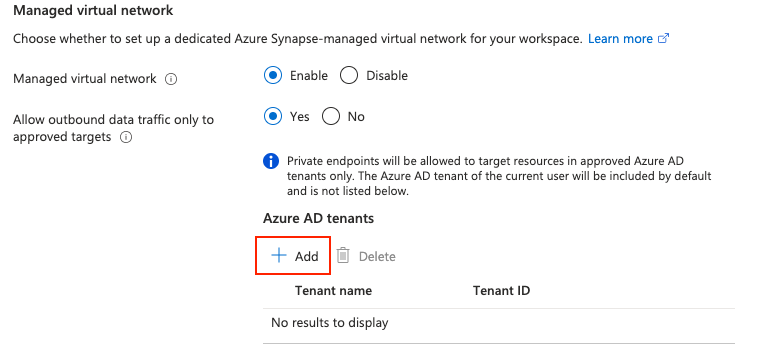 Managed virtual network
Choose whether to set up a dedicated Azure Synapse-managed virtual network for your workspace. Learn more
Managed virtual network
Enable Disable
Allow outbound data traffic only to
approved targets
Yes No
Private endpoints will be allowed to target resources in approved Azure AD
tenants only. The Azure AD tenant of the current user will be included by default
and is not listed below.
Azure AD tenants
+ Add Delete
Tenant name Tenant ID
No results to display